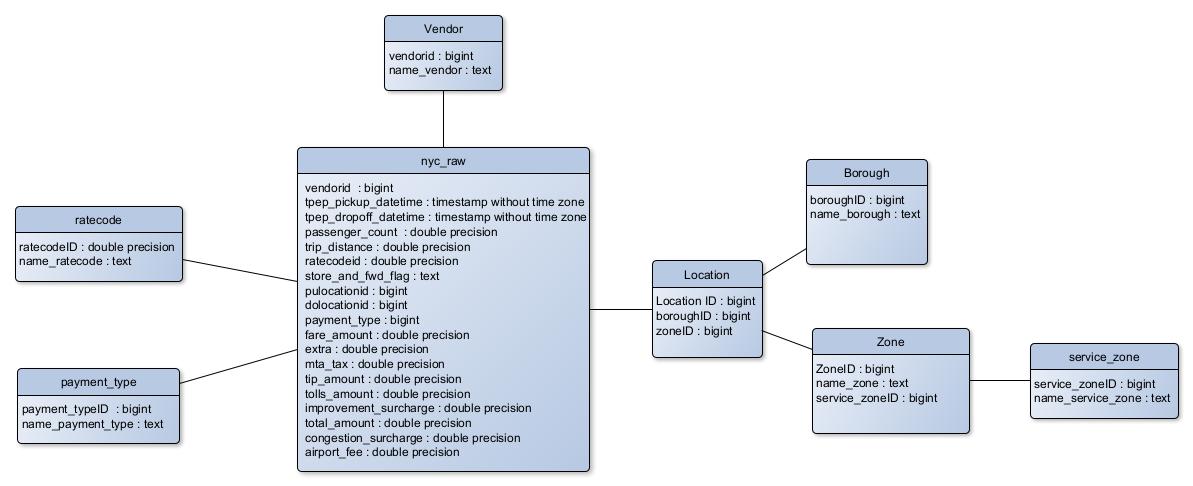 Vendor
vendorid : bigint
name_vendor : text
nyc_raw
vendorid : bigint
tpep_pickup_datetime : timestamp without time zone
tpep_dropoff_datetime : timestamp without time zone
passenger_count : double precision
trip_distance : double precision
ratecodeid : double precision
store_and_fwd_flag : text
pulocationid : bigint
dolocationid : bigint
payment_type : bigint
fare_amount : double precision
extra : double precision
mta_tax : double precision
tip_amount : double precision
tolls_amount : double precision
improvement_surcharge : double precision
total_amount : double precision
congestion_surcharge : double precision
airport_fee : double precision
ratecode
ratecodeID : double precision
name_ratecode : text
payment_type
payment_typeID : bigint
name_payment_type : text
Location
Location ID : bigint
boroughID : bigint
zoneID : bigint
Borough
boroughID : bigint
name_borough : text
Zone
ZoneID : bigint
name_zone : text
service_zoneID : bigint
service_zone
service_zoneID : bigint
name_service_zone : text